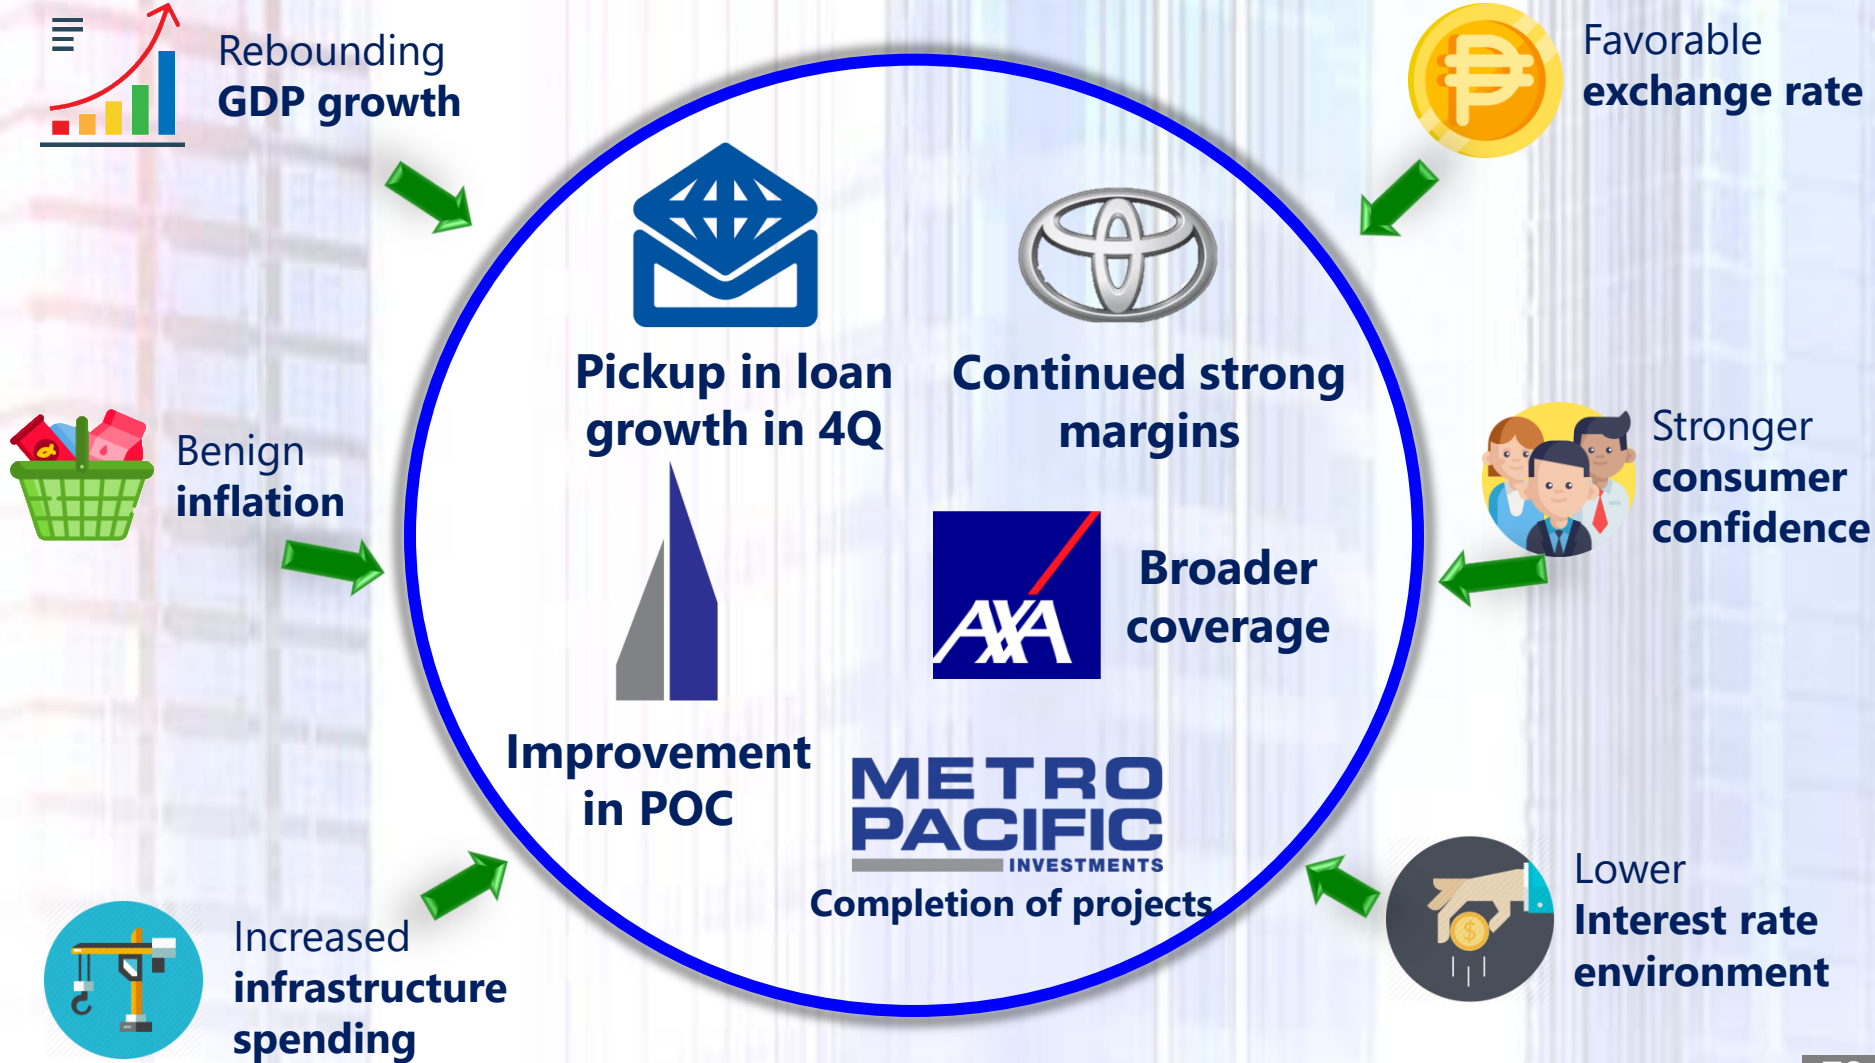 Rebounding
GDP growth
Favorable
exchange rate
Pickup in loan
growth in 4Q
Continued strong
margins
Benign
inflation
Stronger
consumer
confidence
AXA
Broader
coverage
Improvement
in POC
METRO
PACIFIC
INVESTMENTS
Completion of projects
Increased
infrastructure
spending
Lower
Interest rate
environment